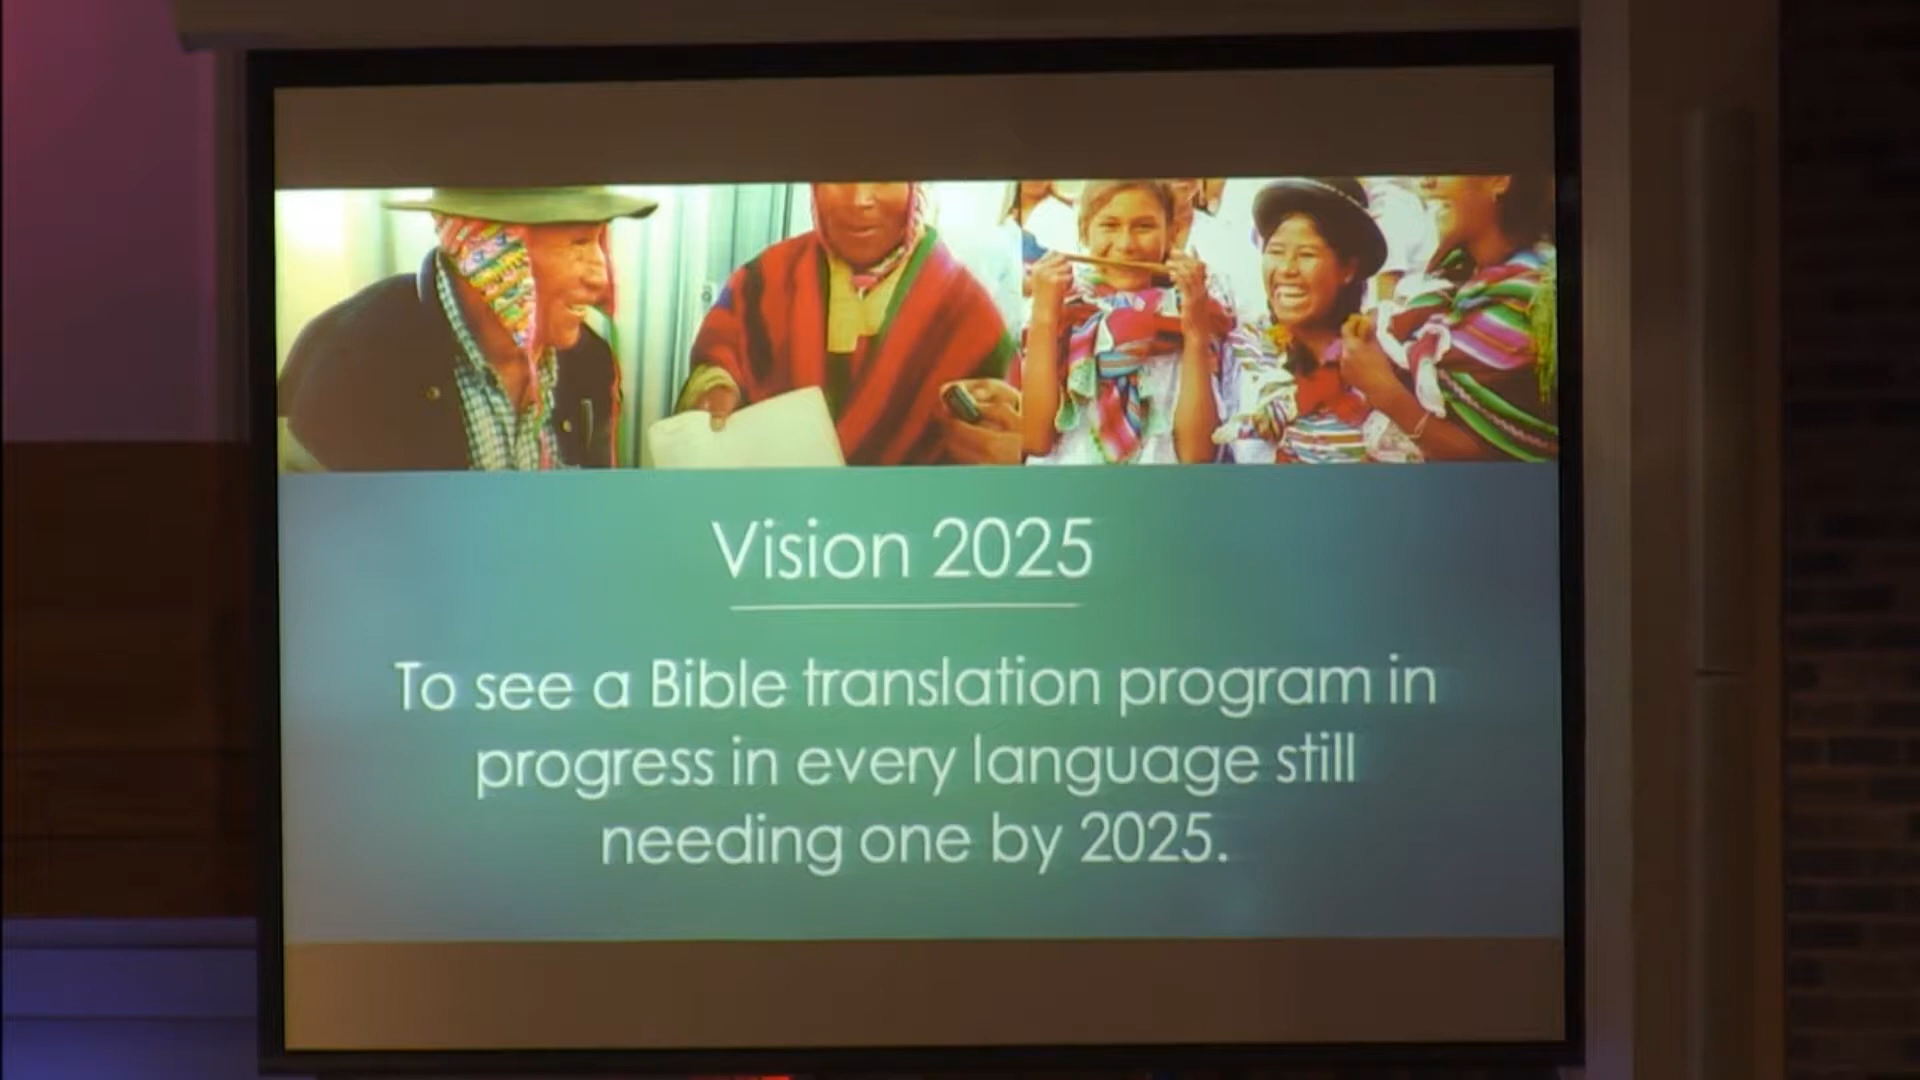 Vision 2025
To see a Bible translation program in
progress in every language still
needing one by 2025.